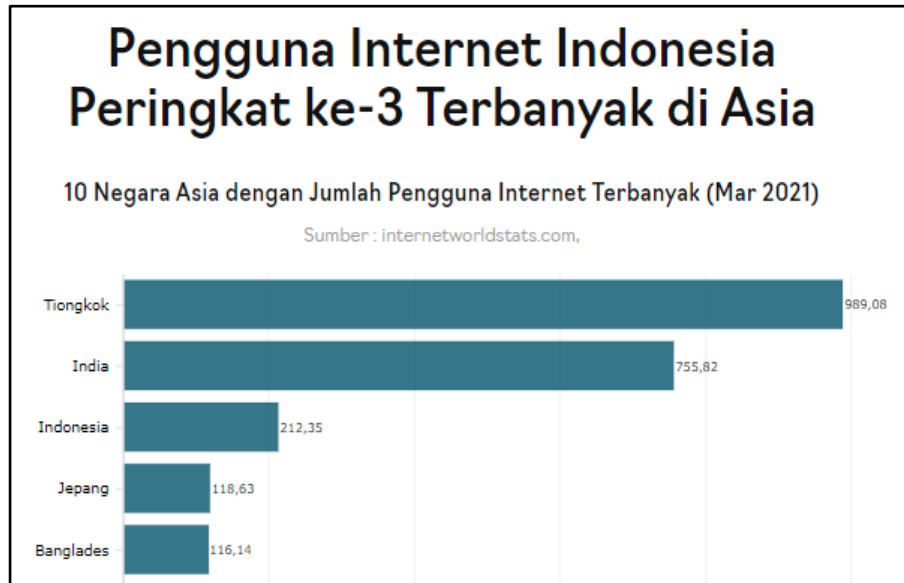 Pengguna Internet Indonesia
Peringkat ke-3 Terbanyak di Asia
10 Negara Asia dengan Jumlah Pengguna Internet Terbanyak (Mar 2021)
Sumber : internetworldstats.com,
Tiongkok 989,08
India 755,82
Indonesia 212,35
Jepang 118,63
Banglades 116,14